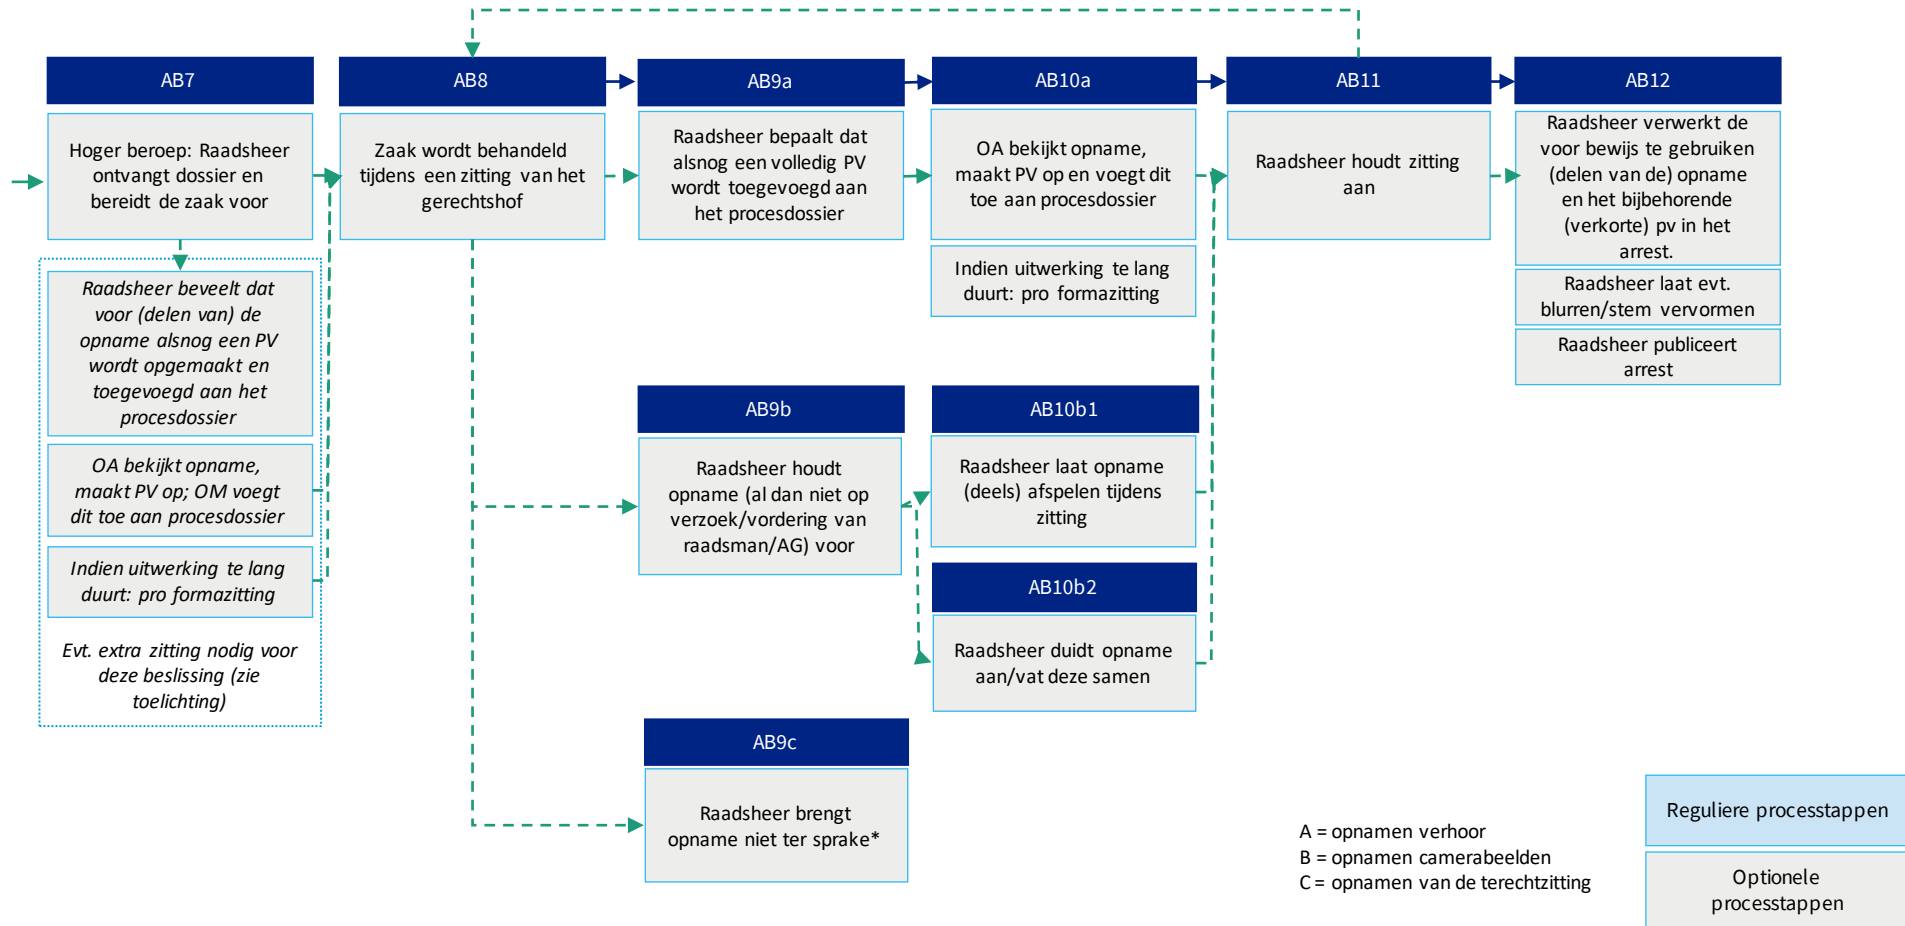 AB7
Hoger beroep: Raadsheer
ontvangt dossier en
bereidt de zaak voor
Raadsheer beveelt dat
voor (delen van) de
opname alsnog een PV
wordt opgemaakt en
toegevoegd aan het
procesdossier
OA bekijkt opname,
maakt PV op; OM voegt
dit toe aan procesdossier
Indien uitwerking te lang
duurt: pro formazitting
Evt. extra zitting nodig voor
deze beslissing (zie
toelichting)
AB8
Zaak wordt behandeld
tijdens een zitting van het
gerechtshof
AB9a
Raadsheer bepaalt dat
alsnog een volledig PV
wordt toegevoegd aan
het procesdossier
AB10a
OA bekijkt opname,
maakt PV op en voegt dit
toe aan procesdossier
Indien uitwerking te lang
duurt: pro formazitting
AB11
Raadsheer houdt zitting
aan
AB12
Raadsheer verwerkt de
voor bewijs te gebruiken
(delen van de) opname
en het bijbehorende
(verkorte) pv in het
arrest.
Raadsheer laat evt.
blurren/stem vervormen
Raadsheer publiceert
arrest
AB9b
Raadsheer houdt
opname (al dan niet op
verzoek/vordering van
raadsman/AG) voor
AB10b1
Raadsheer laat opname
(deels) afspelen tijdens
zitting
AB10b2
Raadsheer duidt opname
aan/vat deze samen
AB9c
Raadsheer brengt
opname niet ter sprake*
A = opnamen verhoor
B = opnamen camerabeelden
C = opnamen van de terechtzitting
Reguliere processtappen
Optionele
processtappen